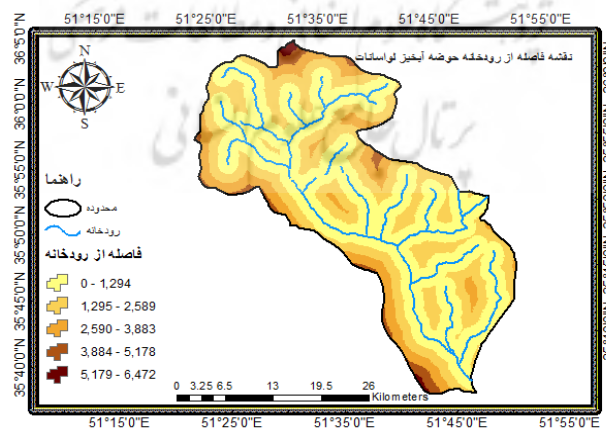 51°15'0"E 51°25'0"E 51°35'0"E 51°45'0"E 51°55'0"E
نقشه فاصله از رودخانه حوضه آبخیز لواسانات
N
W E
S
36°5'0"N
36°0'0"N
35°55'0"N
35°50'0"N
35°45'0"N
35°40'0"N
راهنما
محدوده
رودخانه
فاصله از رودخانه
0 - 1,294
1,295 - 2,589
2,590 - 3,883
3,884 - 5,178
5,179 - 6,472
0 3.25 6.5 13 19.5 26
Kilometers
51°15'0"E 51°25'0"E 51°35'0"E 51°45'0"E 51°55'0"E